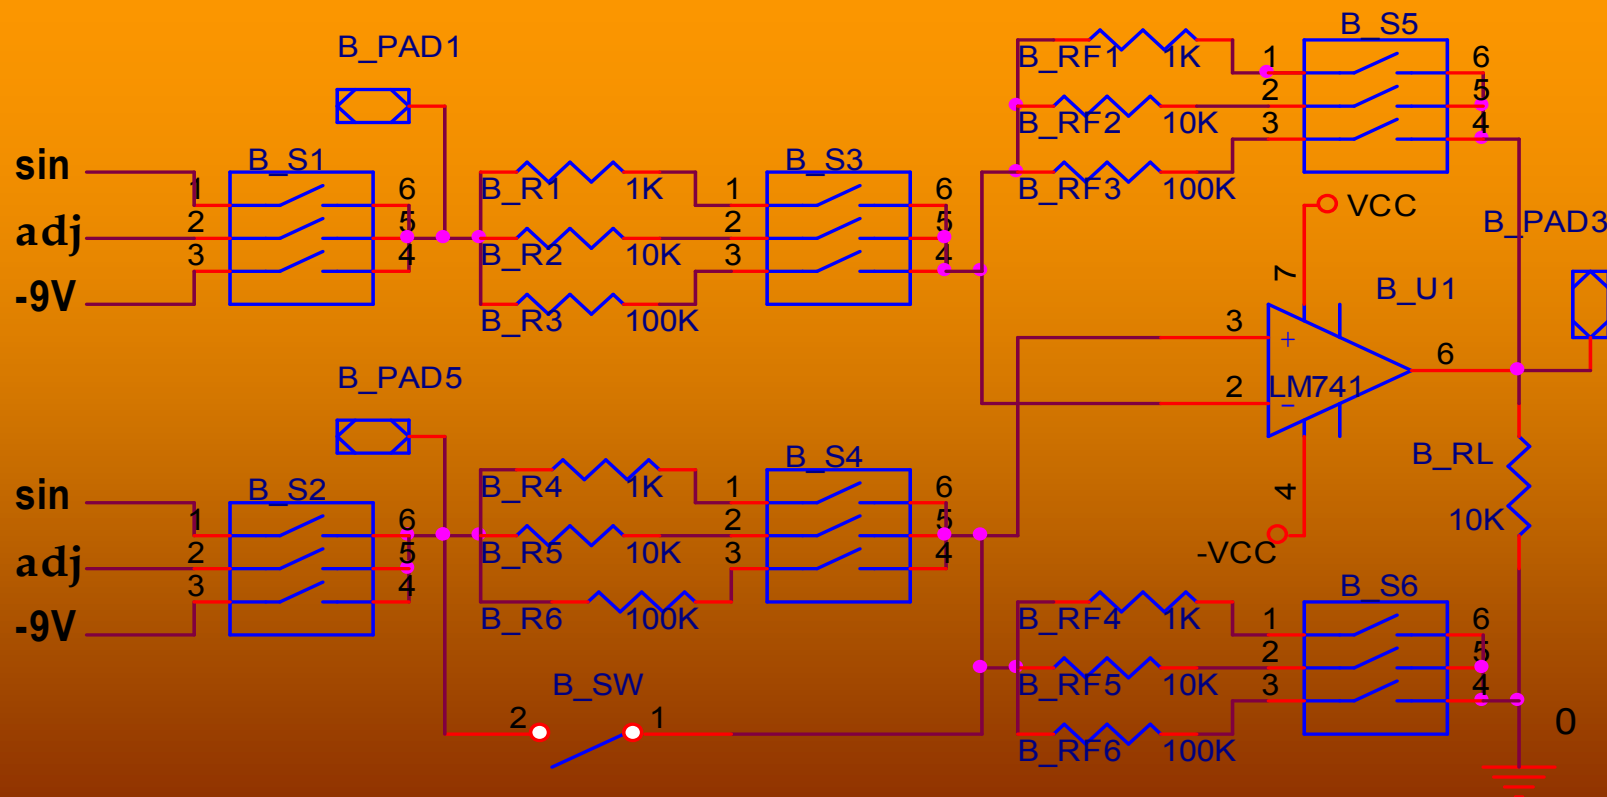 B_PAD1
sin
adj
-9V
B_S1
1
2
3
6
5
4
B_R1
1K
B_R2
10K
B_R3
100K
B_S3
1
2
3
6
5
4
B_RF1
1K
B_RF2
10K
B_RF3
100K
B_S5
1
2
3
6
5
4
VCC
B_PAD3
7
B_U1
3
+
2
LM741
−
6
4
-VCC
B_RL
10K
B_PAD5
sin
adj
-9V
B_S2
1
2
3
6
5
4
B_R4
1K
B_R5
10K
B_R6
100K
B_S4
1
2
3
6
5
4
B_SW
2
1
B_RF4
1K
B_RF5
10K
B_RF6
100K
B_S6
1
2
3
6
5
4
0